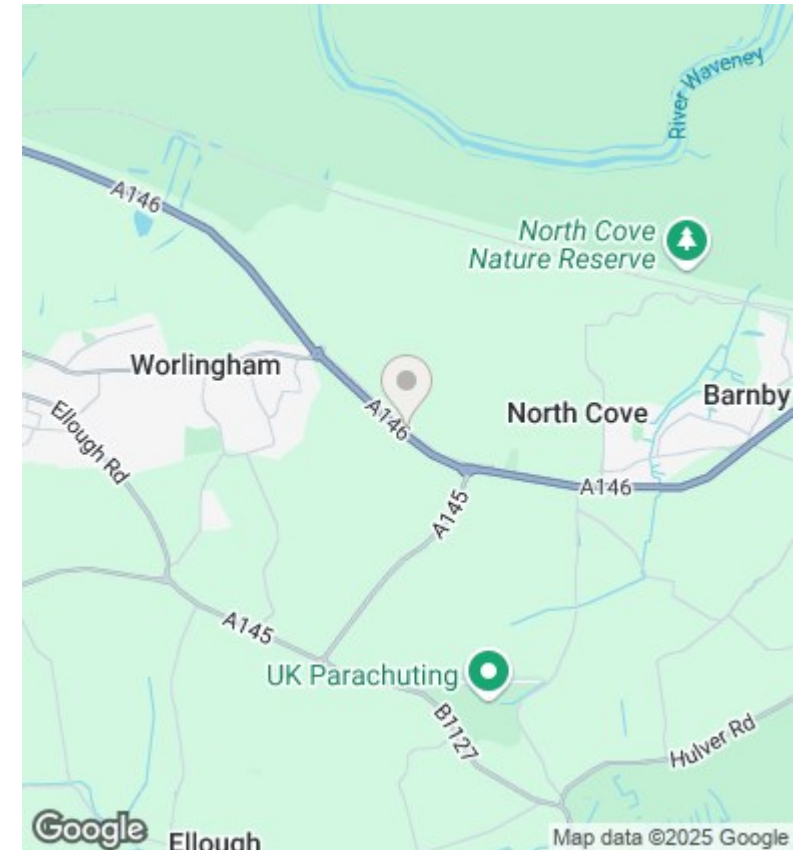 River Waveney
A146
North Cove
Nature Reserve
Worlingham
A146
North Cove
Barnby
Ellough Rd
A146
A145
A145
UK Parachuting
B1127
Hulver Rd
Google
Ellough
Map data ©2025 Google